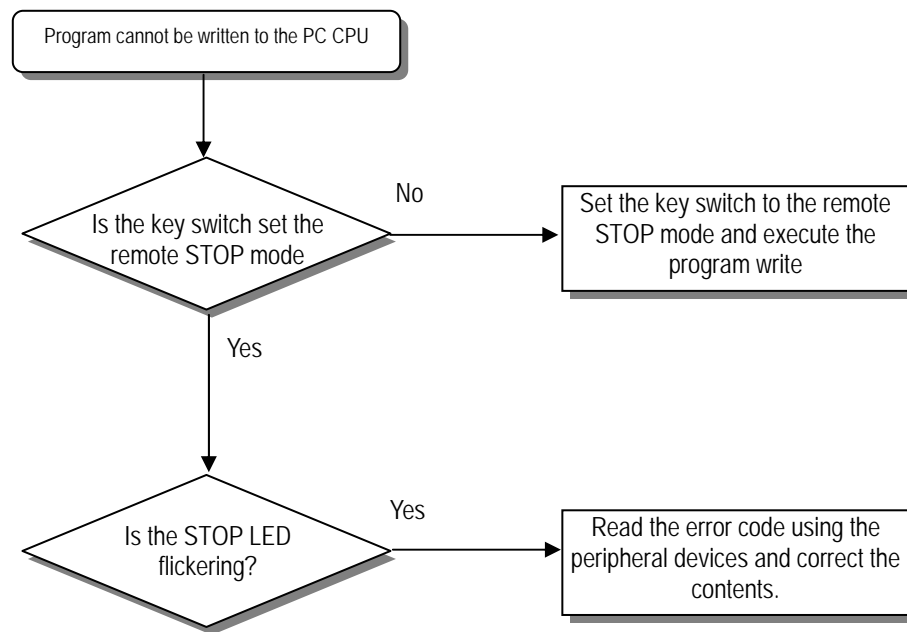 Program cannot be written to the PC CPU
Is the key switch set the
remote STOP mode
No
Set the key switch to the remote
STOP mode and execute the
program write
Yes
Is the STOP LED
flickering?
Yes
Read the error code using the
peripheral devices and correct the
contents.